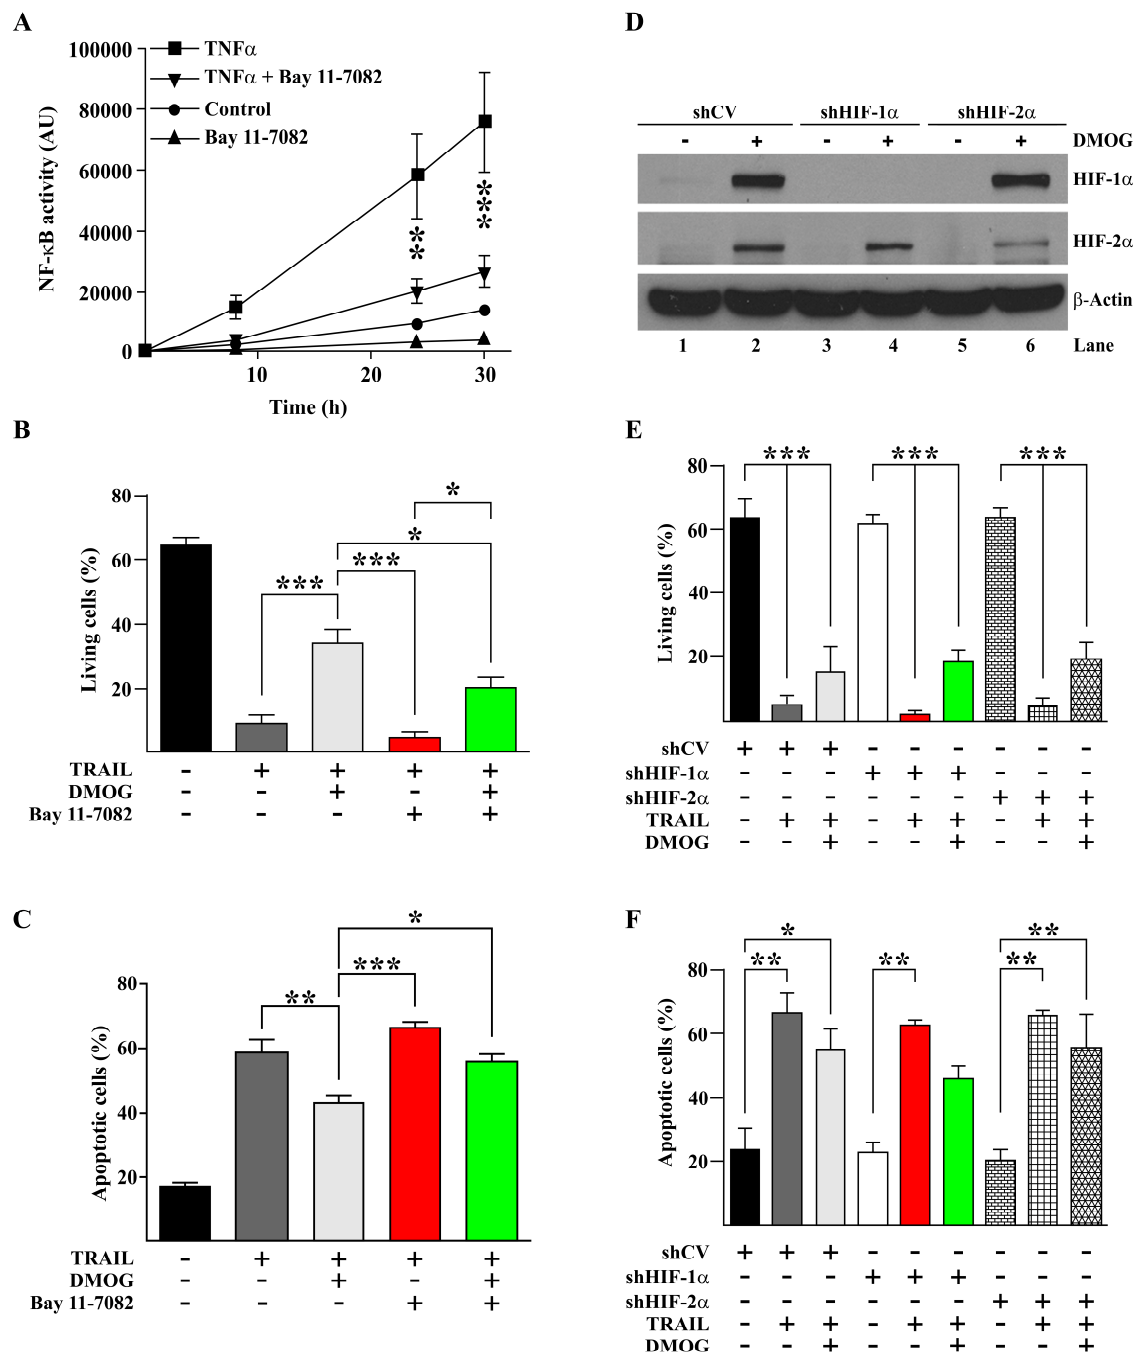 A
100000
80000
60000
40000
20000
0
NF-κB activity (AU)
TNFα
TNFα + Bay 11-7082
Control
Bay 11-7082
**
***
10 20 30
Time (h)
B
80
60
40
20
Living cells (%)
*
*
***
***
TRAIL - + + + +
DMOG - - + - +
Bay 11-7082 - - - + +
C
80
60
40
20
Apoptotic cells (%)
*
***
**
TRAIL - + + + +
DMOG - - + - +
Bay 11-7082 - - - + +
D
shCV shHIF-1α shHIF-2α
- + - + - + DMOG
HIF-1α
HIF-2α
β-Actin
1 2 3 4 5 6 Lane
E
80
60
40
20
Living cells (%)
*** *** ***
shCV + + + - - - - - -
shHIF-1α - - - + + + - - -
shHIF-2α - - - - - - + + +
TRAIL - + + - + + - + +
DMOG - - + - - + - - +
F
80
60
40
20
Apoptotic cells (%)
* **
** ** **
shCV + + + - - - - - -
shHIF-1α - - - + + + - - -
shHIF-2α - - - - - - + + +
TRAIL - + + - + + - + +
DMOG - - + - - + - - +